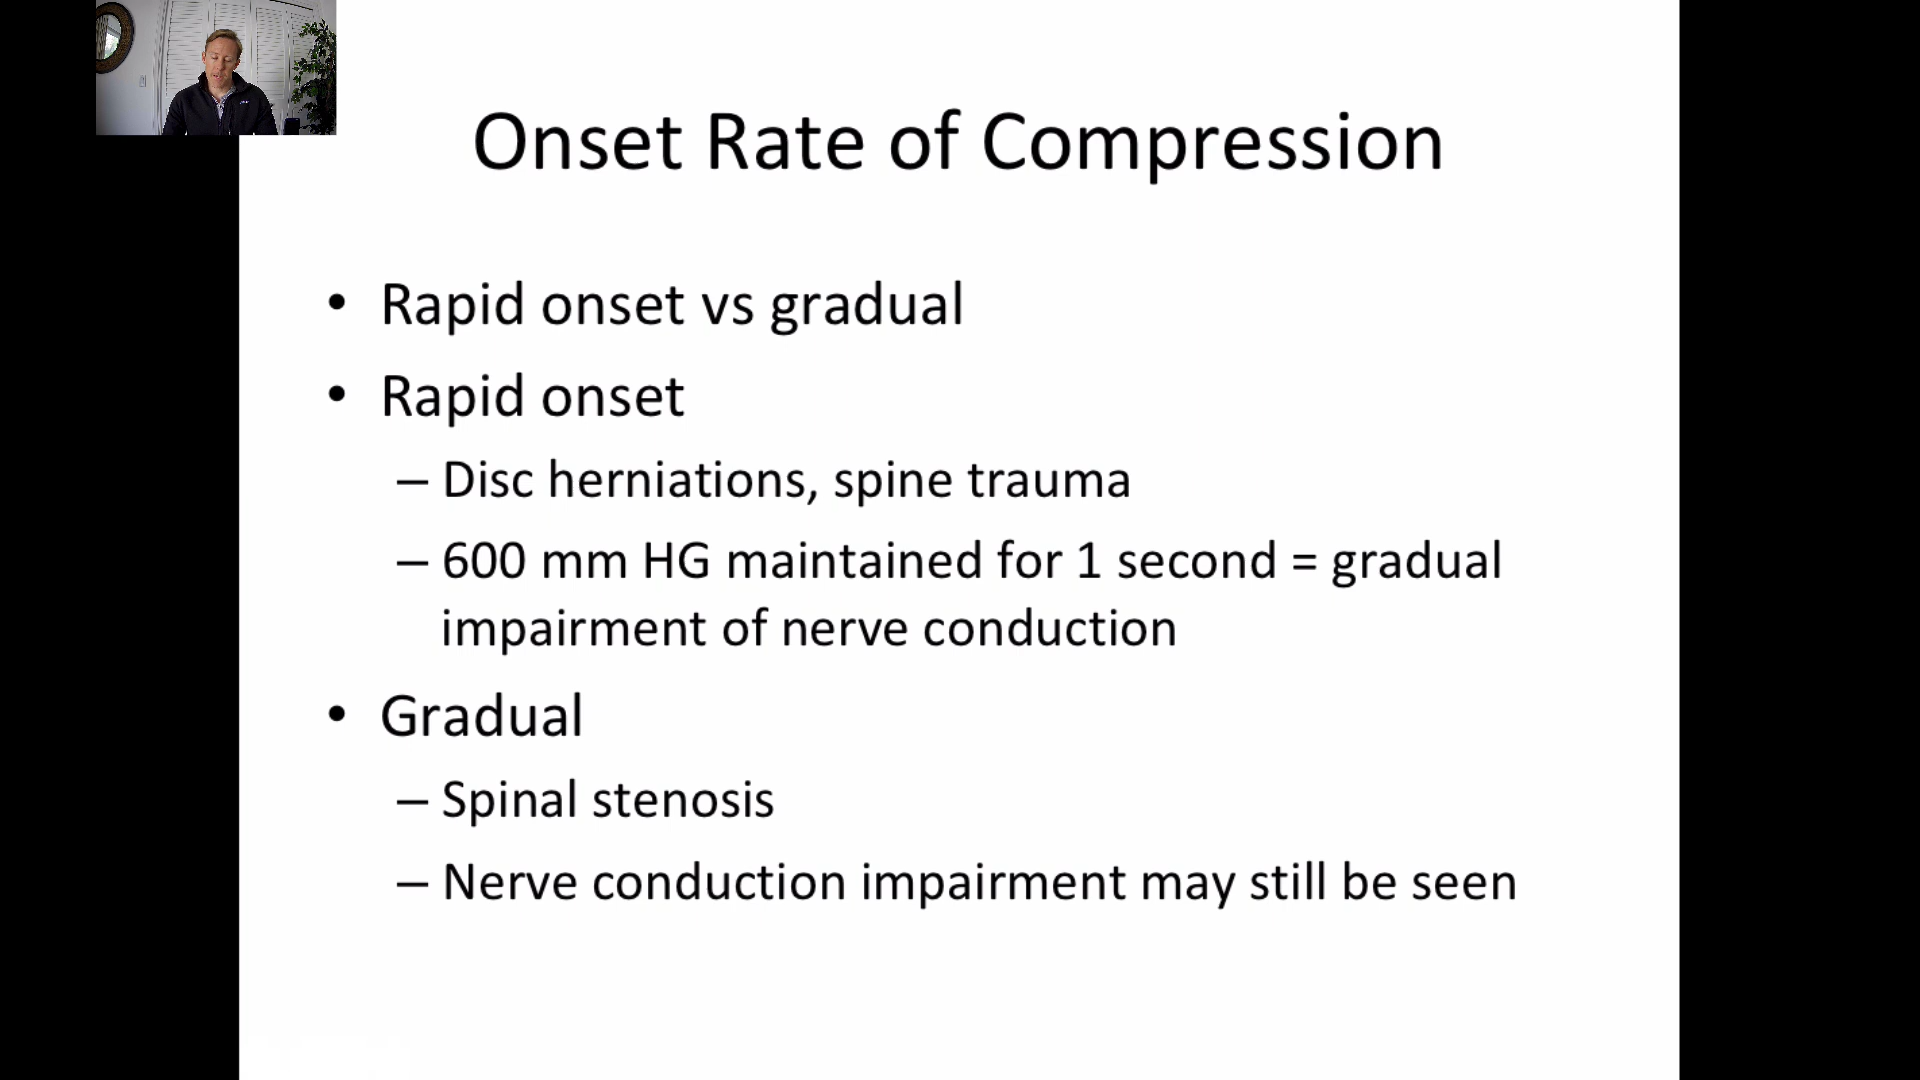 Onset Rate of Compression
• Rapid onset vs gradual
• Rapid onset
– Disc herniations, spine trauma
– 600 mm HG maintained for 1 second = gradual
impairment of nerve conduction
• Gradual
– Spinal stenosis
– Nerve conduction impairment may still be seen